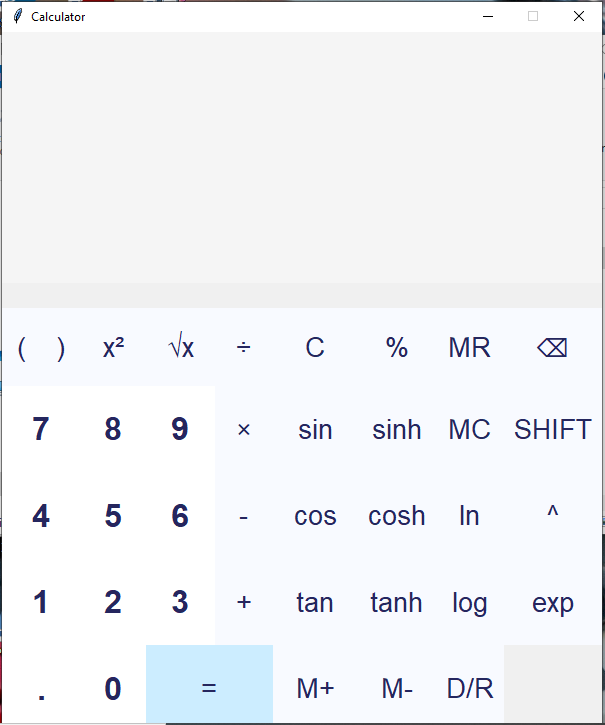 Calculator
( ) x² √x ÷ C % MR ⌫
7 8 9 × sin sinh MC SHIFT
4 5 6 - cos cosh ln ^
1 2 3 + tan tanh log exp
. 0 = M+ M- D/R